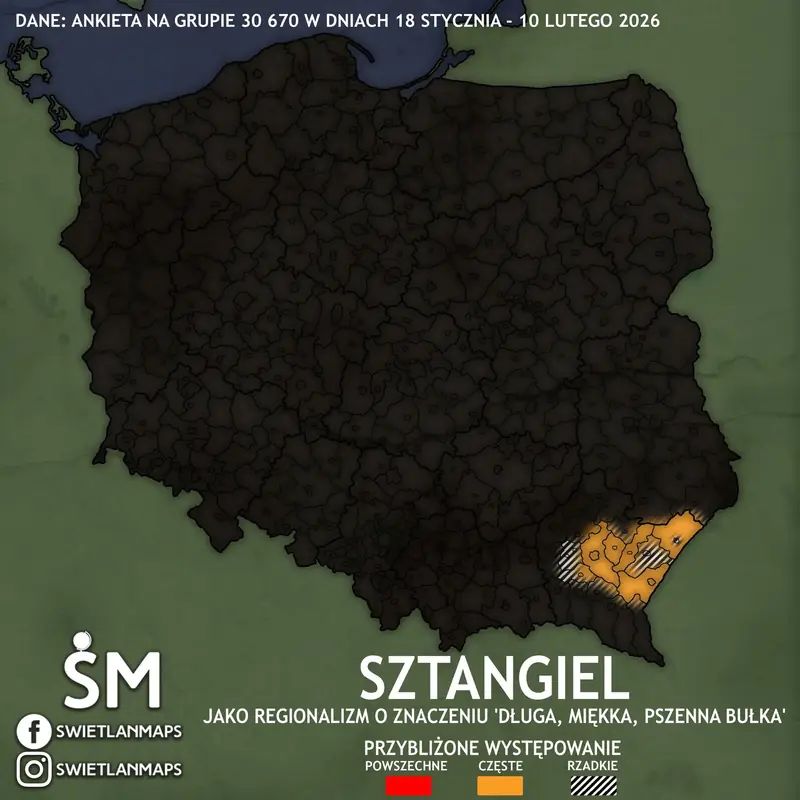 DANE: ANKIETA NA GRUPIE 30 670 W DNIACH 18 STYCZNIA - 10 LUTEGO 2026
ŚM
SWIETLANMAPS
SWIETLANMAPS
SZTANGIEL
JAKO REGIONALIZM O ZNACZENIU 'DŁUGA, MIĘKKA, PSZENNA BUŁKA'
PRZYBLIŻONE WYSTĘPOWANIE
POWSZECHNE CZĘSTE RZADKIE